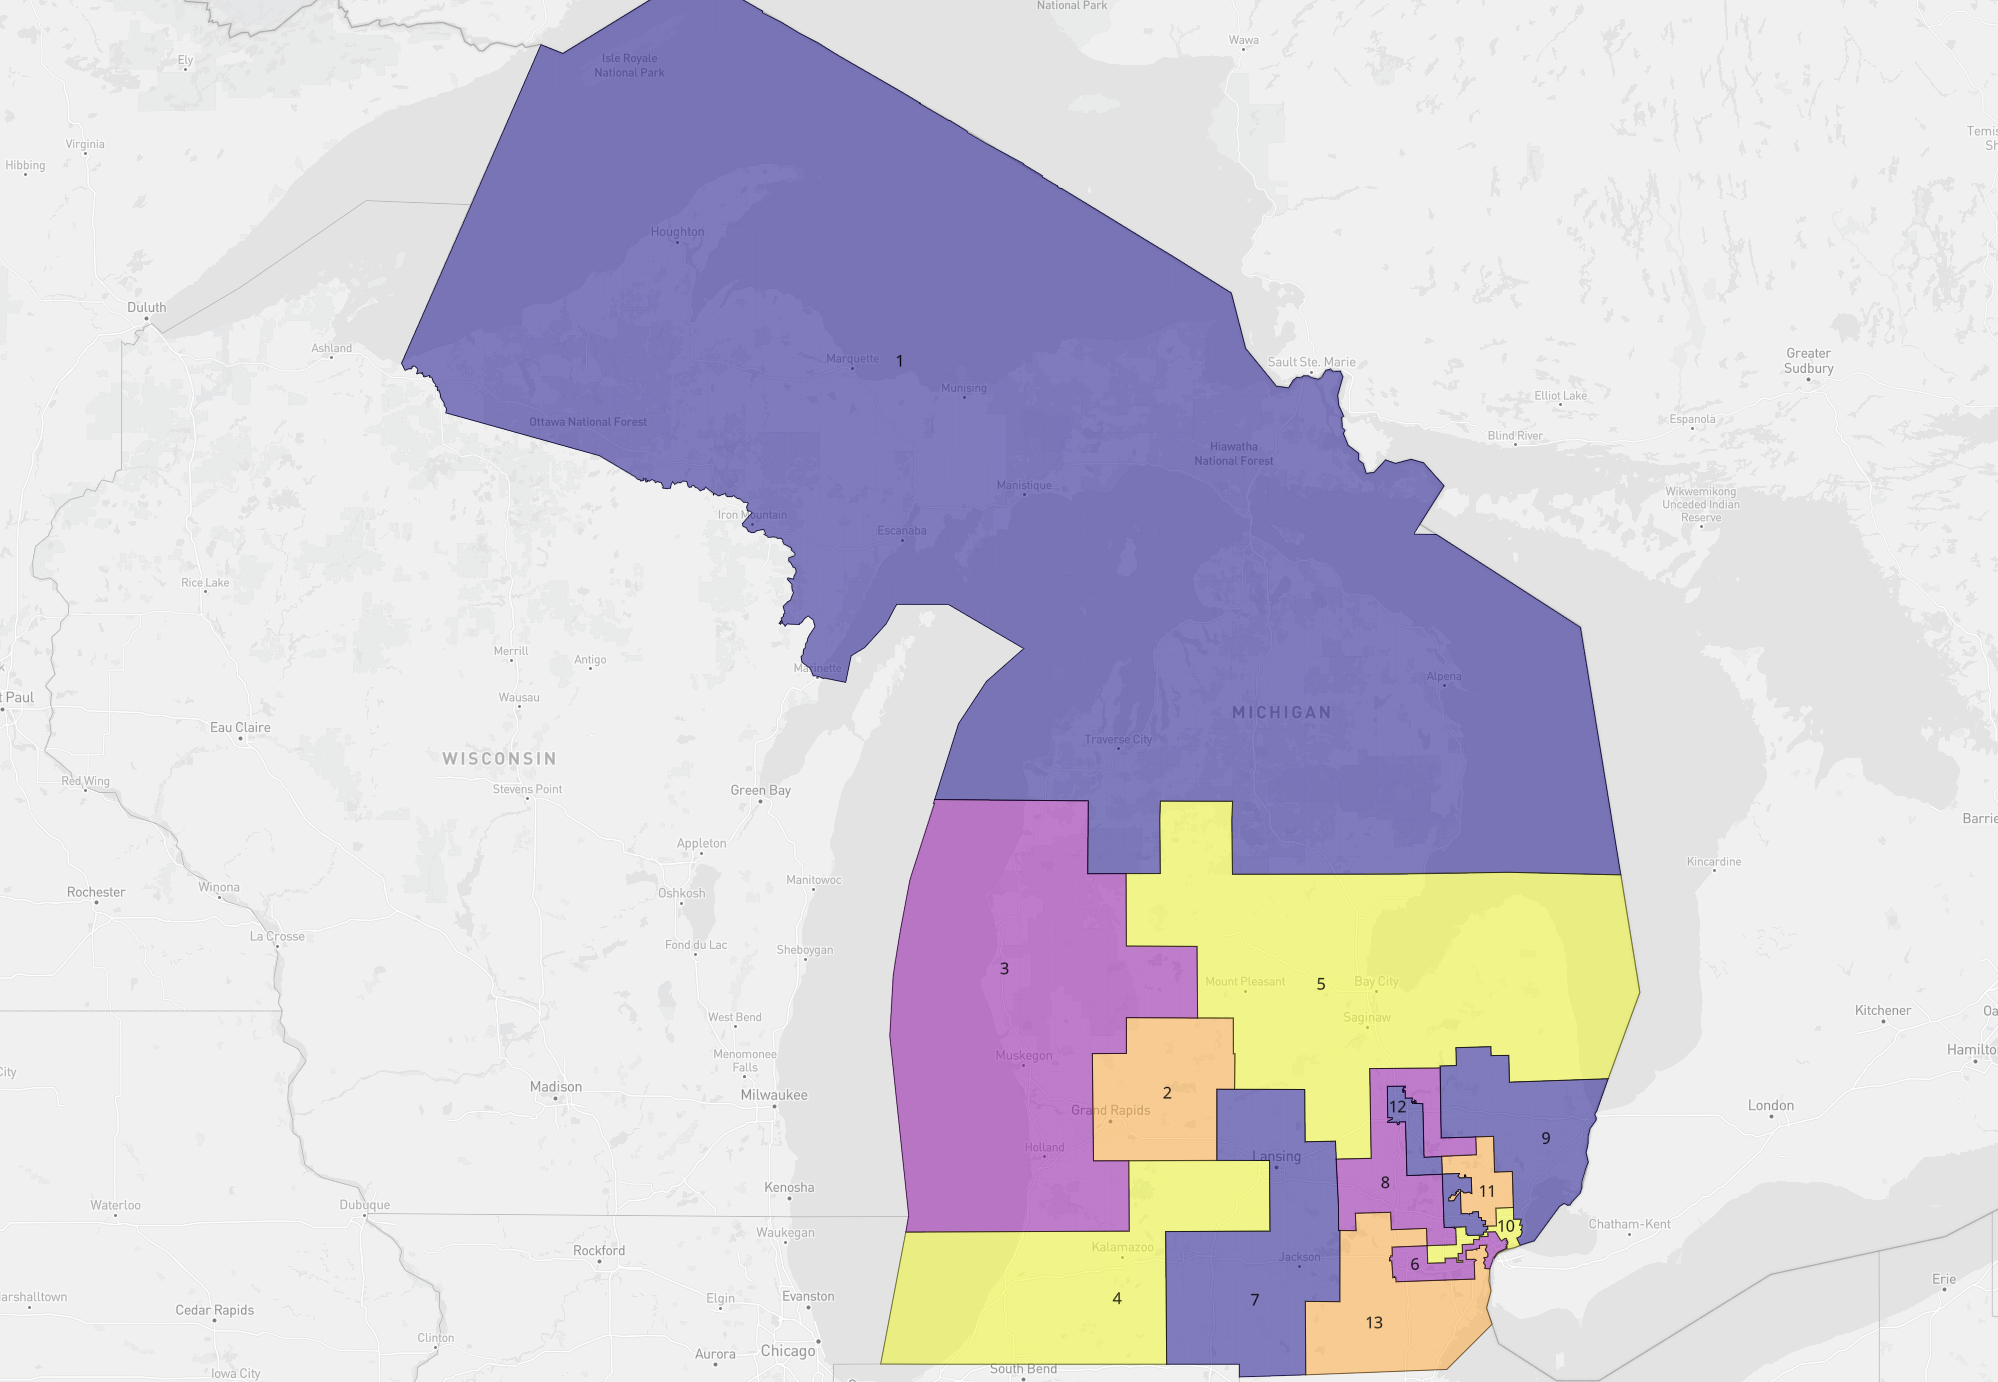 National Park
Wawa
Ely
Isle Royale
National Park
Virginia
Hibbing
Temis
Sh
Houghton
Duluth
Ashland
Marquette
1
Munising
Sault Ste. Marie
Greater
Sudbury
Elliot Lake
Espanola
Blind River
Ottawa National Forest
Hiawatha
National Forest
Manistique
Wikwemikong
Unceded Indian
Reserve
Iron Mountain
Escanaba
Rice Lake
Merrill
Antigo
Marinette
Alpena
t Paul
Wausau
MICHIGAN
Eau Claire
Traverse City
WISCONSIN
Red Wing
Stevens Point
Green Bay
Barrie
Appleton
Kincardine
Rochester
Winona
Oshkosh
Manitowoc
La Crosse
Fond du Lac
Sheboygan
3
Mount Pleasant
5
Bay City
Saginaw
Kitchener
Oa
West Bend
Menomonee
Falls
Muskegon
Hamilton
City
Madison
Milwaukee
2
Grand Rapids
12
London
9
Holland
Lansing
8
11
Kenosha
Waterloo
Dubuque
Waukegan
10
Chatham-Kent
Rockford
Kalamazoo
Jackson
6
Erie
arshalltown
Cedar Rapids
Elgin
Evanston
4
7
13
Clinton
Aurora
Chicago
Iowa City
South Bend